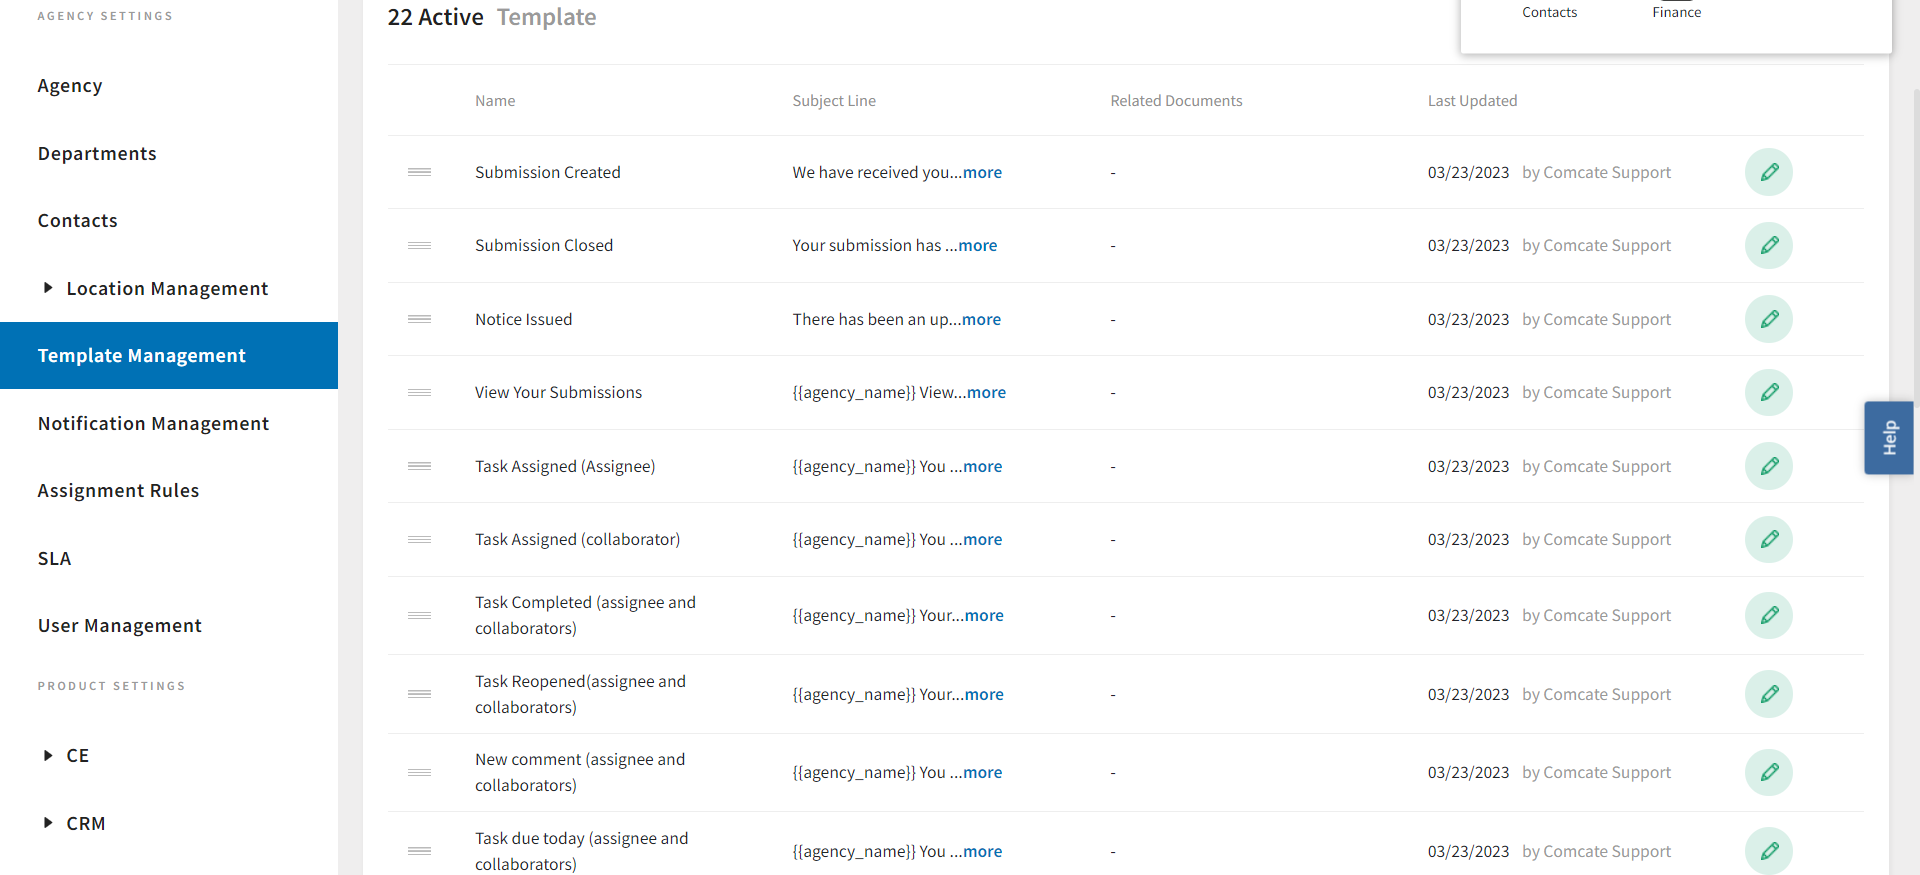 AGENCY SETTINGS
Agency
Departments
Contacts
Location Management
Template Management
Notification Management
Assignment Rules
SLA
User Management
PRODUCT SETTINGS
CE
CRM
22 Active Template
Contacts Finance
Name Subject Line Related Documents Last Updated
Submission Created We have received you...more - 03/23/2023 by Comcate Support
Submission Closed Your submission has ...more - 03/23/2023 by Comcate Support
Notice Issued There has been an up...more - 03/23/2023 by Comcate Support
View Your Submissions {{agency_name}} View...more - 03/23/2023 by Comcate Support
Task Assigned (Assignee) {{agency_name}} You ...more - 03/23/2023 by Comcate Support
Task Assigned (collaborator) {{agency_name}} You ...more - 03/23/2023 by Comcate Support
Task Completed (assignee and
collaborators) {{agency_name}} Your...more - 03/23/2023 by Comcate Support
Task Reopened(assignee and
collaborators) {{agency_name}} Your...more - 03/23/2023 by Comcate Support
New comment (assignee and
collaborators) {{agency_name}} You ...more - 03/23/2023 by Comcate Support
Task due today (assignee and
collaborators) {{agency_name}} You ...more - 03/23/2023 by Comcate Support
Help